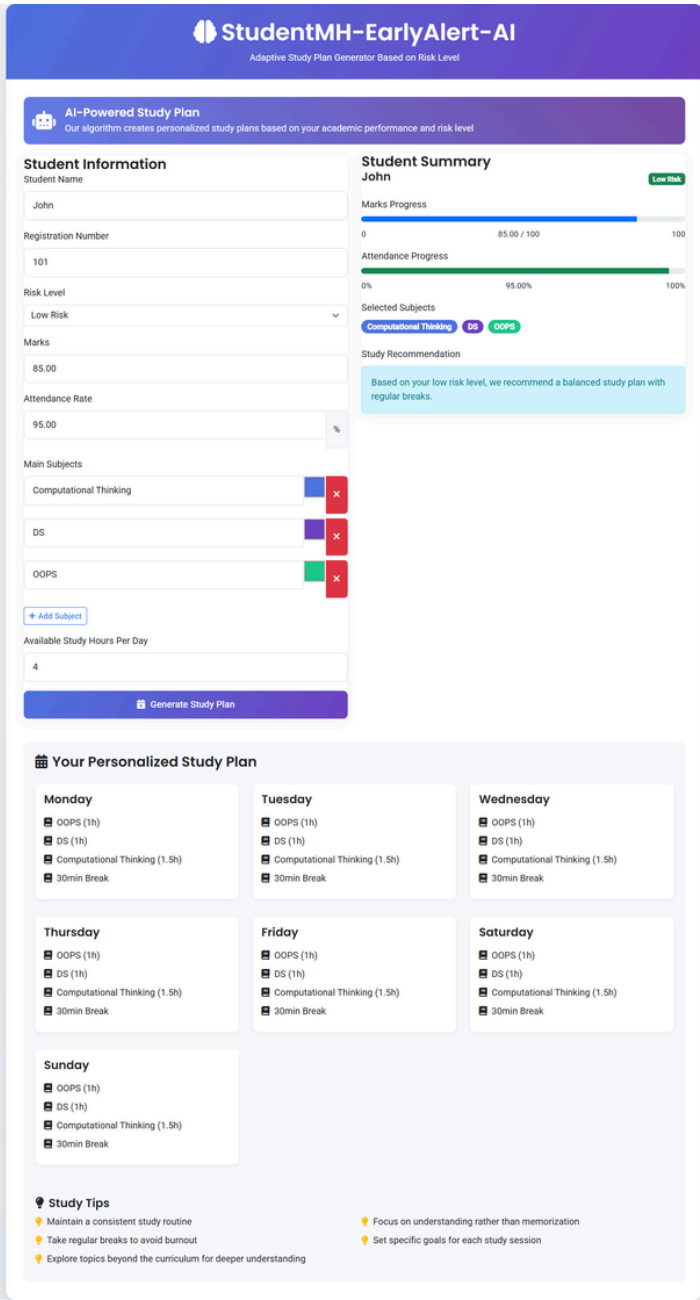 StudentMH-EarlyAlert-AI
Adaptive Study Plan Generator Based on Risk Level
AI-Powered Study Plan
Our algorithm creates personalized study plans based on your academic performance and risk level
Student Information
Student Name
John
Registration Number
101
Risk Level
Low Risk
Marks
85.00
Attendance Rate
95.00
%
Main Subjects
Computational Thinking
×
DS
×
OOPS
×
+ Add Subject
Available Study Hours Per Day
4
Generate Study Plan
Student Summary
John
Low Risk
Marks Progress
0 85.00 / 100 100
Attendance Progress
0% 95.00% 100%
Selected Subjects
Computational Thinking DS OOPS
Study Recommendation
Based on your low risk level, we recommend a balanced study plan with
regular breaks.
Your Personalized Study Plan
Monday
OOPS (1h)
DS (1h)
Computational Thinking (1.5h)
30min Break
Tuesday
OOPS (1h)
DS (1h)
Computational Thinking (1.5h)
30min Break
Wednesday
OOPS (1h)
DS (1h)
Computational Thinking (1.5h)
30min Break
Thursday
OOPS (1h)
DS (1h)
Computational Thinking (1.5h)
30min Break
Friday
OOPS (1h)
DS (1h)
Computational Thinking (1.5h)
30min Break
Saturday
OOPS (1h)
DS (1h)
Computational Thinking (1.5h)
30min Break
Sunday
OOPS (1h)
DS (1h)
Computational Thinking (1.5h)
30min Break
Study Tips
Maintain a consistent study routine
Take regular breaks to avoid burnout
Explore topics beyond the curriculum for deeper understanding
Focus on understanding rather than memorization
Set specific goals for each study session